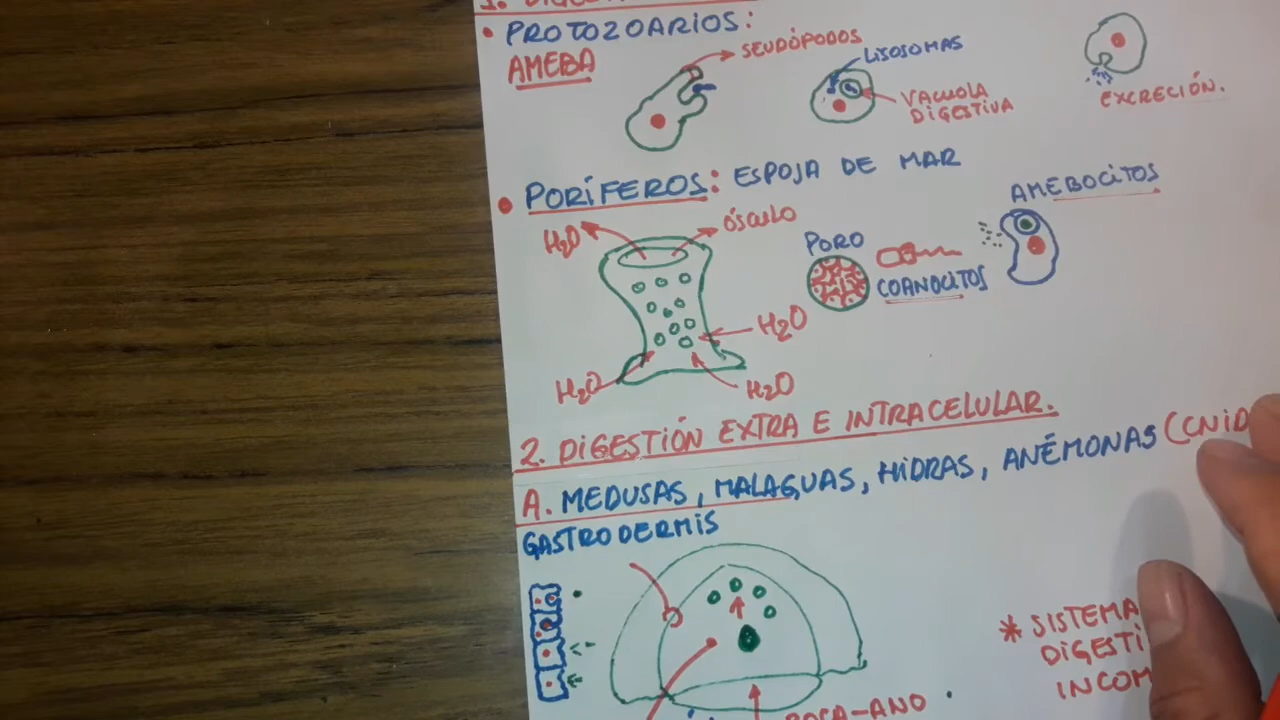 • PROTOZOARIOS:
AMEBA
SEUDÓPODOS
LISOSOMAS
VACUOLA
DIGESTIVA
EXCRECIÓN.
• PORÍFEROS: ESPOJA DE MAR
H2O
ÓSCULO
H2O
H2O
H2O
PORO
COANOCITOS
AMEBOCITOS
2. DIGESTIÓN EXTRA E INTRACELULAR.
A. MEDUSAS, MALAGUAS, HIDRAS, ANÉMONAS (CNID
GASTRODERMIS
* SISTEMA
DIGESTI
INCOM
BOCA-ANO